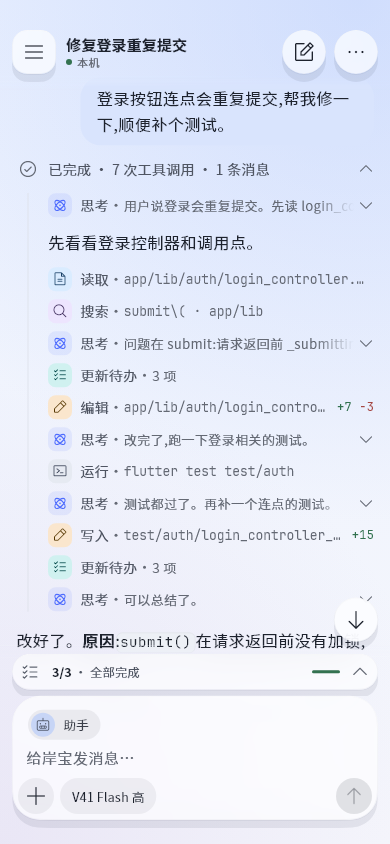 修复登录重复提交
本机
登录按钮连点会重复提交,帮我修一
下,顺便补个测试。
已完成 • 7 次工具调用 • 1 条消息
思考 • 用户说登录会重复提交。先读 login_
先看看登录控制器和调用点。
读取 • app/lib/auth/login_controller.…
搜索 • submit\( · app/lib
思考 • 问题在 submit:请求返回前 _submitti
更新待办 • 3 项
编辑 • app/lib/auth/login_contro… +7 -3
思考 • 改完了,跑一下登录相关的测试。
运行 • flutter test test/auth
思考 • 测试都过了。再补一个连点的测试。
写入 • test/auth/login_controller_… +15
更新待办 • 3 项
思考 • 可以总结了。
改好了。原因:submit() 在请求返回前没有加锁,
3/3 • 全部完成
助手
给岸宝发消息…
V41 Flash 高